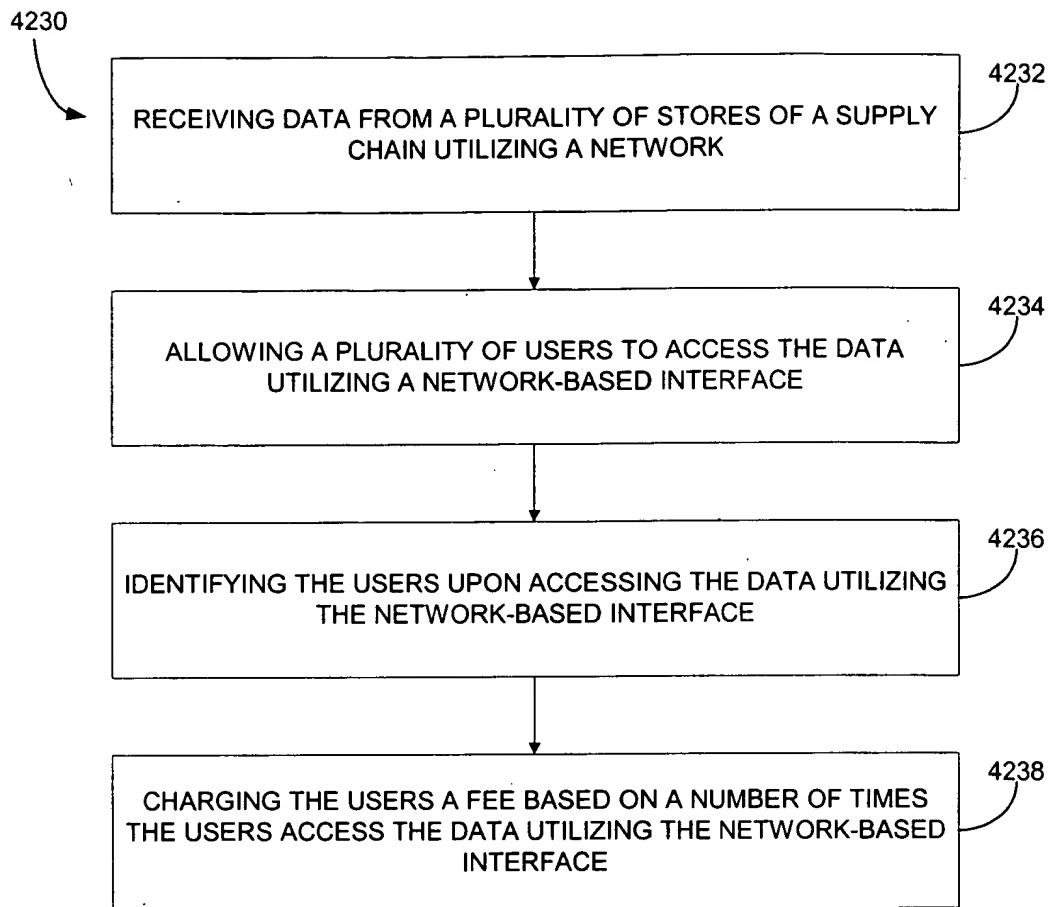 4230
4232
RECEIVING DATA FROM A PLURALITY OF STORES OF A SUPPLY
CHAIN UTILIZING A NETWORK
4234
ALLOWING A PLURALITY OF USERS TO ACCESS THE DATA
UTILIZING A NETWORK-BASED INTERFACE
4236
IDENTIFYING THE USERS UPON ACCESSING THE DATA UTILIZING
THE NETWORK-BASED INTERFACE
4238
CHARGING THE USERS A FEE BASED ON A NUMBER OF TIMES
THE USERS ACCESS THE DATA UTILIZING THE NETWORK-BASED
INTERFACE